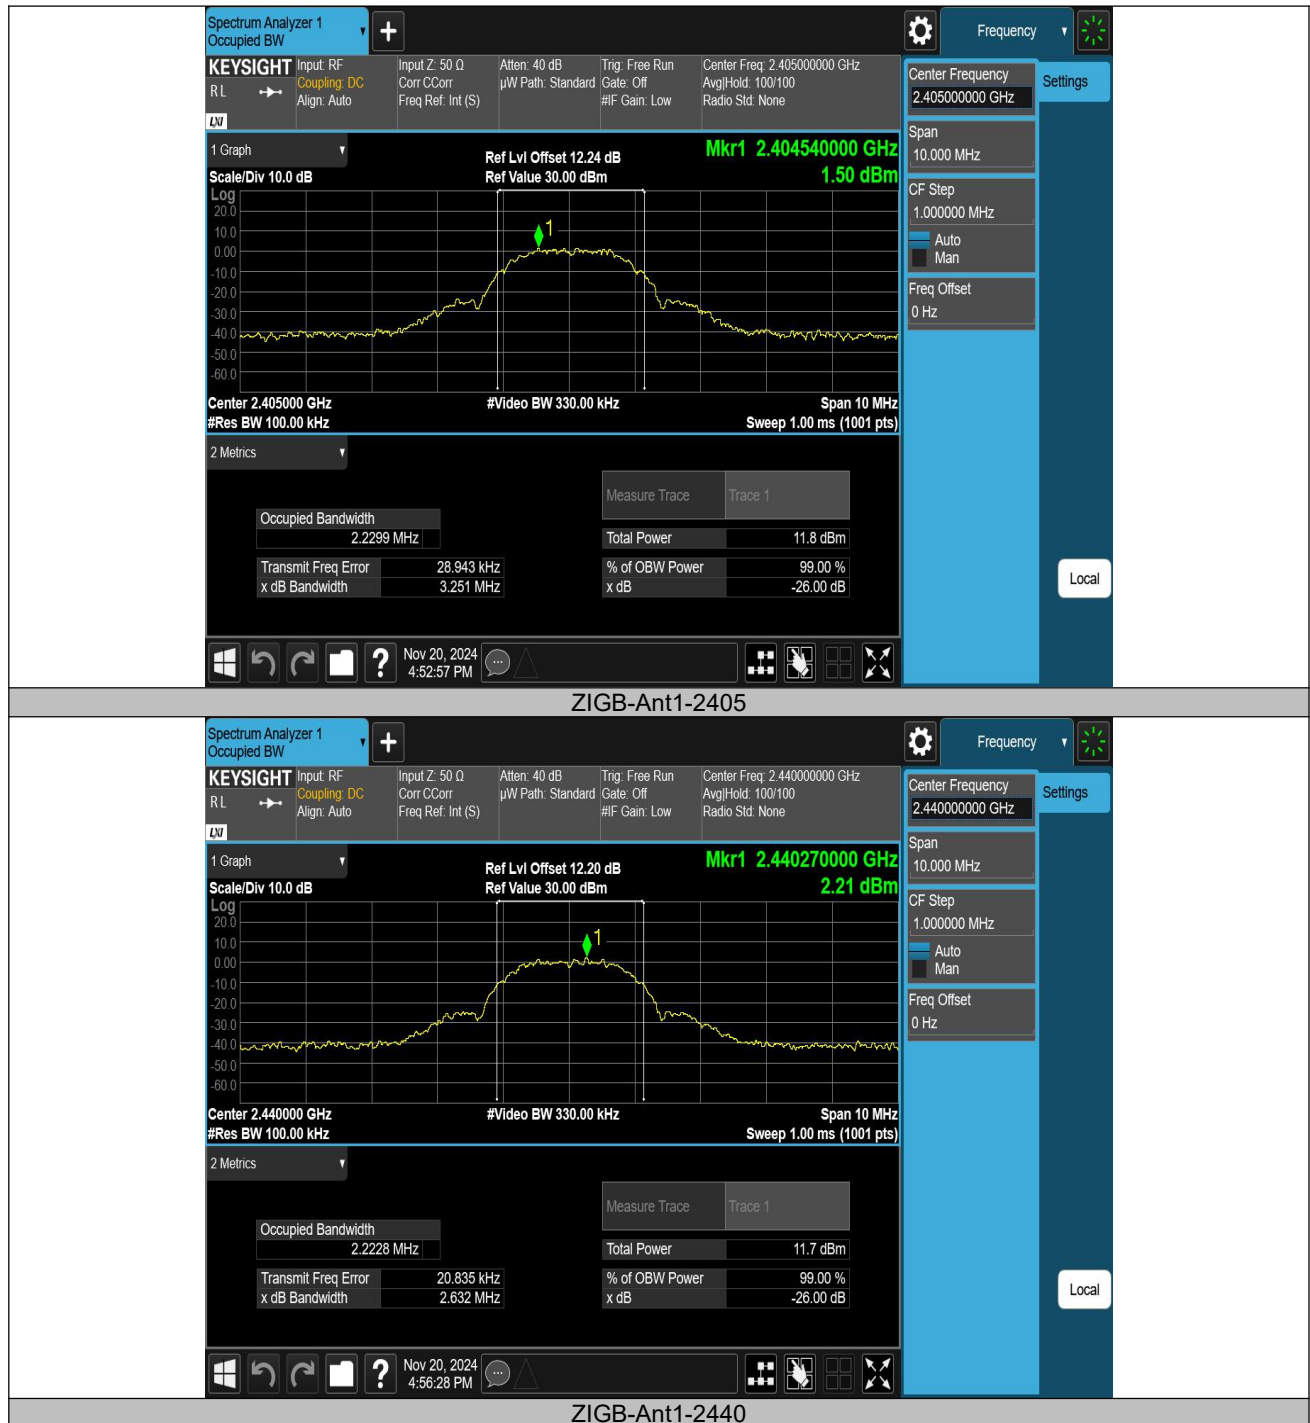 Spectrum Analyzer 1
Occupied BW
Frequency
KEYSIGHT
RL
LXI
Input: RF
Coupling: DC
Align: Auto
Input Z: 50 Ω
Corr CCorr
Freq Ref: Int (S)
Atten: 40 dB
µW Path: Standard
Trig: Free Run
Gate: Off
#IF Gain: Low
Center Freq: 2.405000000 GHz
Avg|Hold: 100/100
Radio Std: None
Center Frequency
2.405000000 GHz
Settings
Span
10.000 MHz
CF Step
1.000000 MHz
Auto
Man
Freq Offset
0 Hz
Local
1 Graph
Scale/Div 10.0 dB
Ref Lvl Offset 12.24 dB
Ref Value 30.00 dBm
Mkr1 2.404540000 GHz
1.50 dBm
Log
20.0
10.0
0.00
-10.0
-20.0
-30.0
-40.0
-50.0
-60.0
1
Center 2.405000 GHz
#Video BW 330.00 kHz
Span 10 MHz
#Res BW 100.00 kHz
Sweep 1.00 ms (1001 pts)
2 Metrics
Measure Trace
Trace 1
Occupied Bandwidth
2.2299 MHz
Total Power 11.8 dBm
Transmit Freq Error 28.943 kHz
% of OBW Power 99.00 %
x dB Bandwidth 3.251 MHz
x dB -26.00 dB
?
Nov 20, 2024
4:52:57 PM
ZIGB-Ant1-2405
Spectrum Analyzer 1
Occupied BW
Frequency
KEYSIGHT
RL
LXI
Input: RF
Coupling: DC
Align: Auto
Input Z: 50 Ω
Corr CCorr
Freq Ref: Int (S)
Atten: 40 dB
µW Path: Standard
Trig: Free Run
Gate: Off
#IF Gain: Low
Center Freq: 2.440000000 GHz
Avg|Hold: 100/100
Radio Std: None
Center Frequency
2.440000000 GHz
Settings
Span
10.000 MHz
CF Step
1.000000 MHz
Auto
Man
Freq Offset
0 Hz
Local
1 Graph
Scale/Div 10.0 dB
Ref Lvl Offset 12.20 dB
Ref Value 30.00 dBm
Mkr1 2.440270000 GHz
2.21 dBm
Log
20.0
10.0
0.00
-10.0
-20.0
-30.0
-40.0
-50.0
-60.0
1
Center 2.440000 GHz
#Video BW 330.00 kHz
Span 10 MHz
#Res BW 100.00 kHz
Sweep 1.00 ms (1001 pts)
2 Metrics
Measure Trace
Trace 1
Occupied Bandwidth
2.2228 MHz
Total Power 11.7 dBm
Transmit Freq Error 20.835 kHz
% of OBW Power 99.00 %
x dB Bandwidth 2.632 MHz
x dB -26.00 dB
?
Nov 20, 2024
4:56:28 PM
ZIGB-Ant1-2440